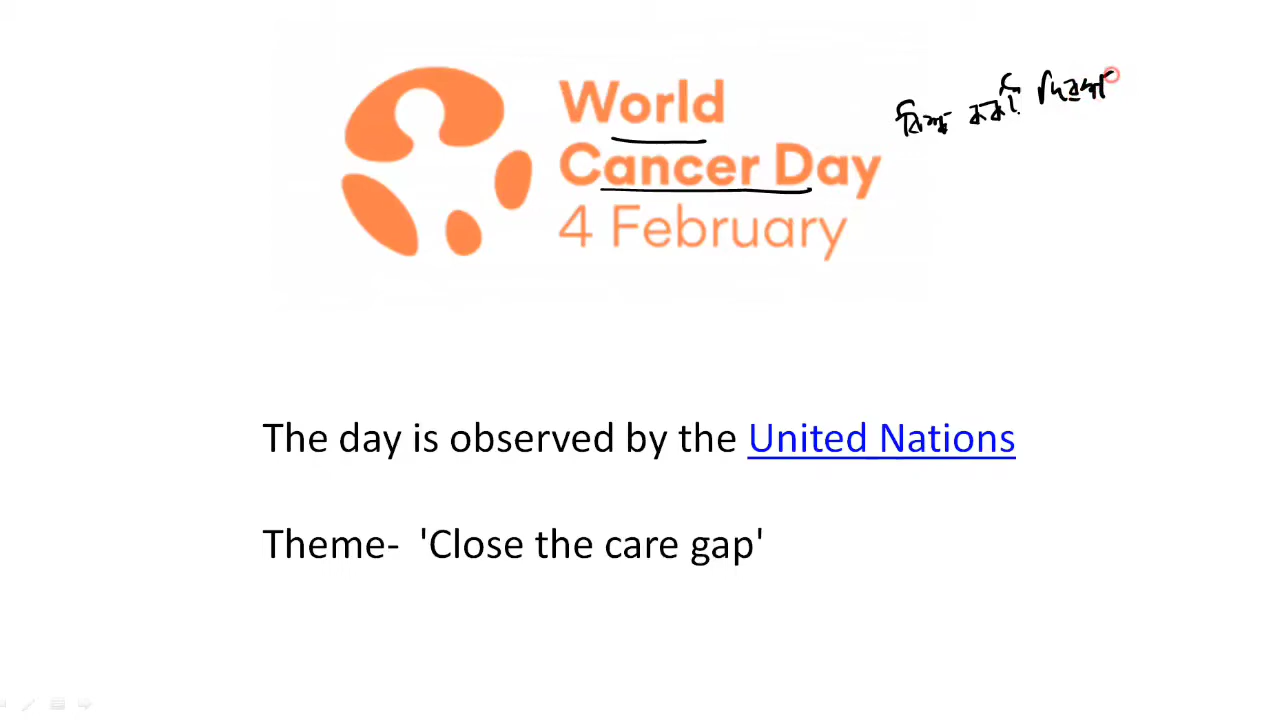 World
Cancer Day
4 February
বিশ্ব
The day is observed by the United Nations
Theme- 'Close the care gap'